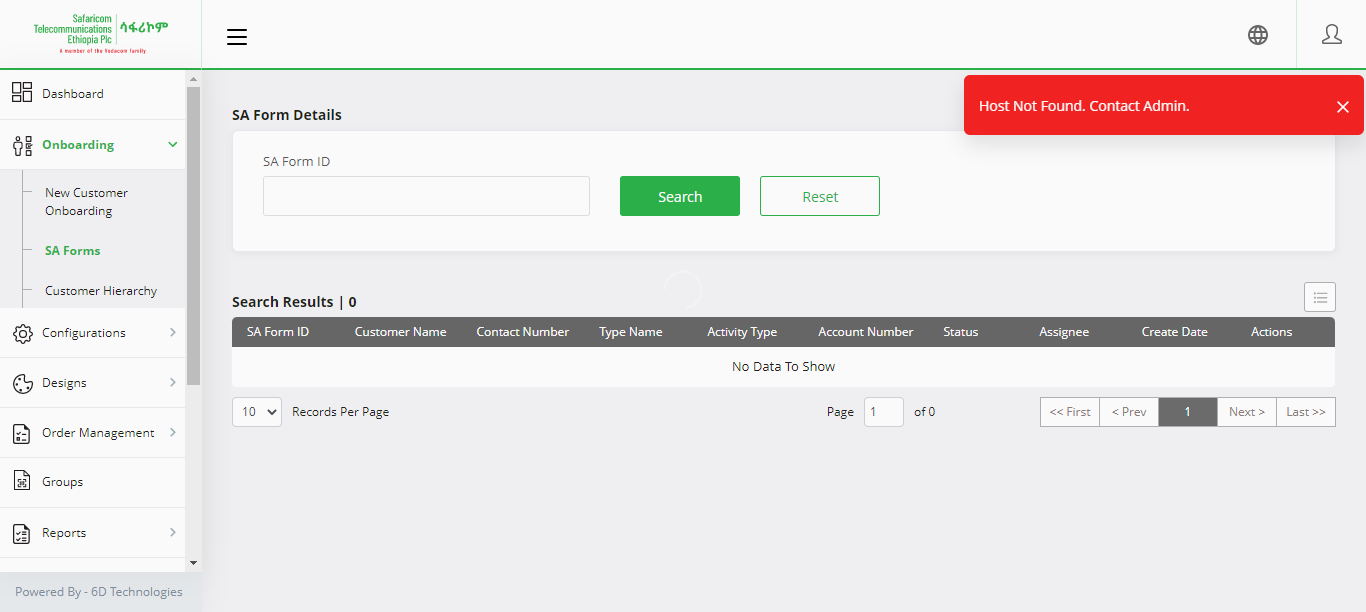 Safaricom
Telecommunications
Ethiopia Plc
ሳፋሪኮም
A member of the Vodacom family
Host Not Found. Contact Admin.
Dashboard
Onboarding
New Customer
Onboarding
SA Forms
Customer Hierarchy
Configurations
Designs
Order Management
Groups
Reports
Powered By - 6D Technologies
SA Form Details
SA Form ID
Search
Reset
Search Results | 0
SA Form ID Customer Name Contact Number Type Name Activity Type Account Number Status Assignee Create Date Actions
No Data To Show
10 Records Per Page Page 1 of 0 << First < Prev 1 Next > Last >>